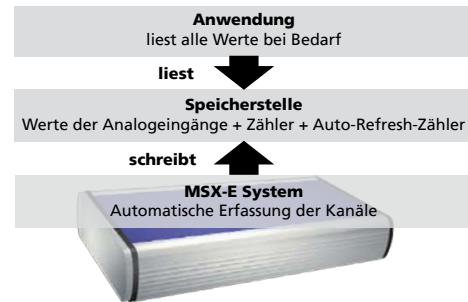 Anwendung
liest alle Werte bei Bedarf
liest
Speicherstelle
Werte der Analogeingänge + Zähler + Auto-Refresh-Zähler
schreibt
MSX-E System
Automatische Erfassung der Kanäle